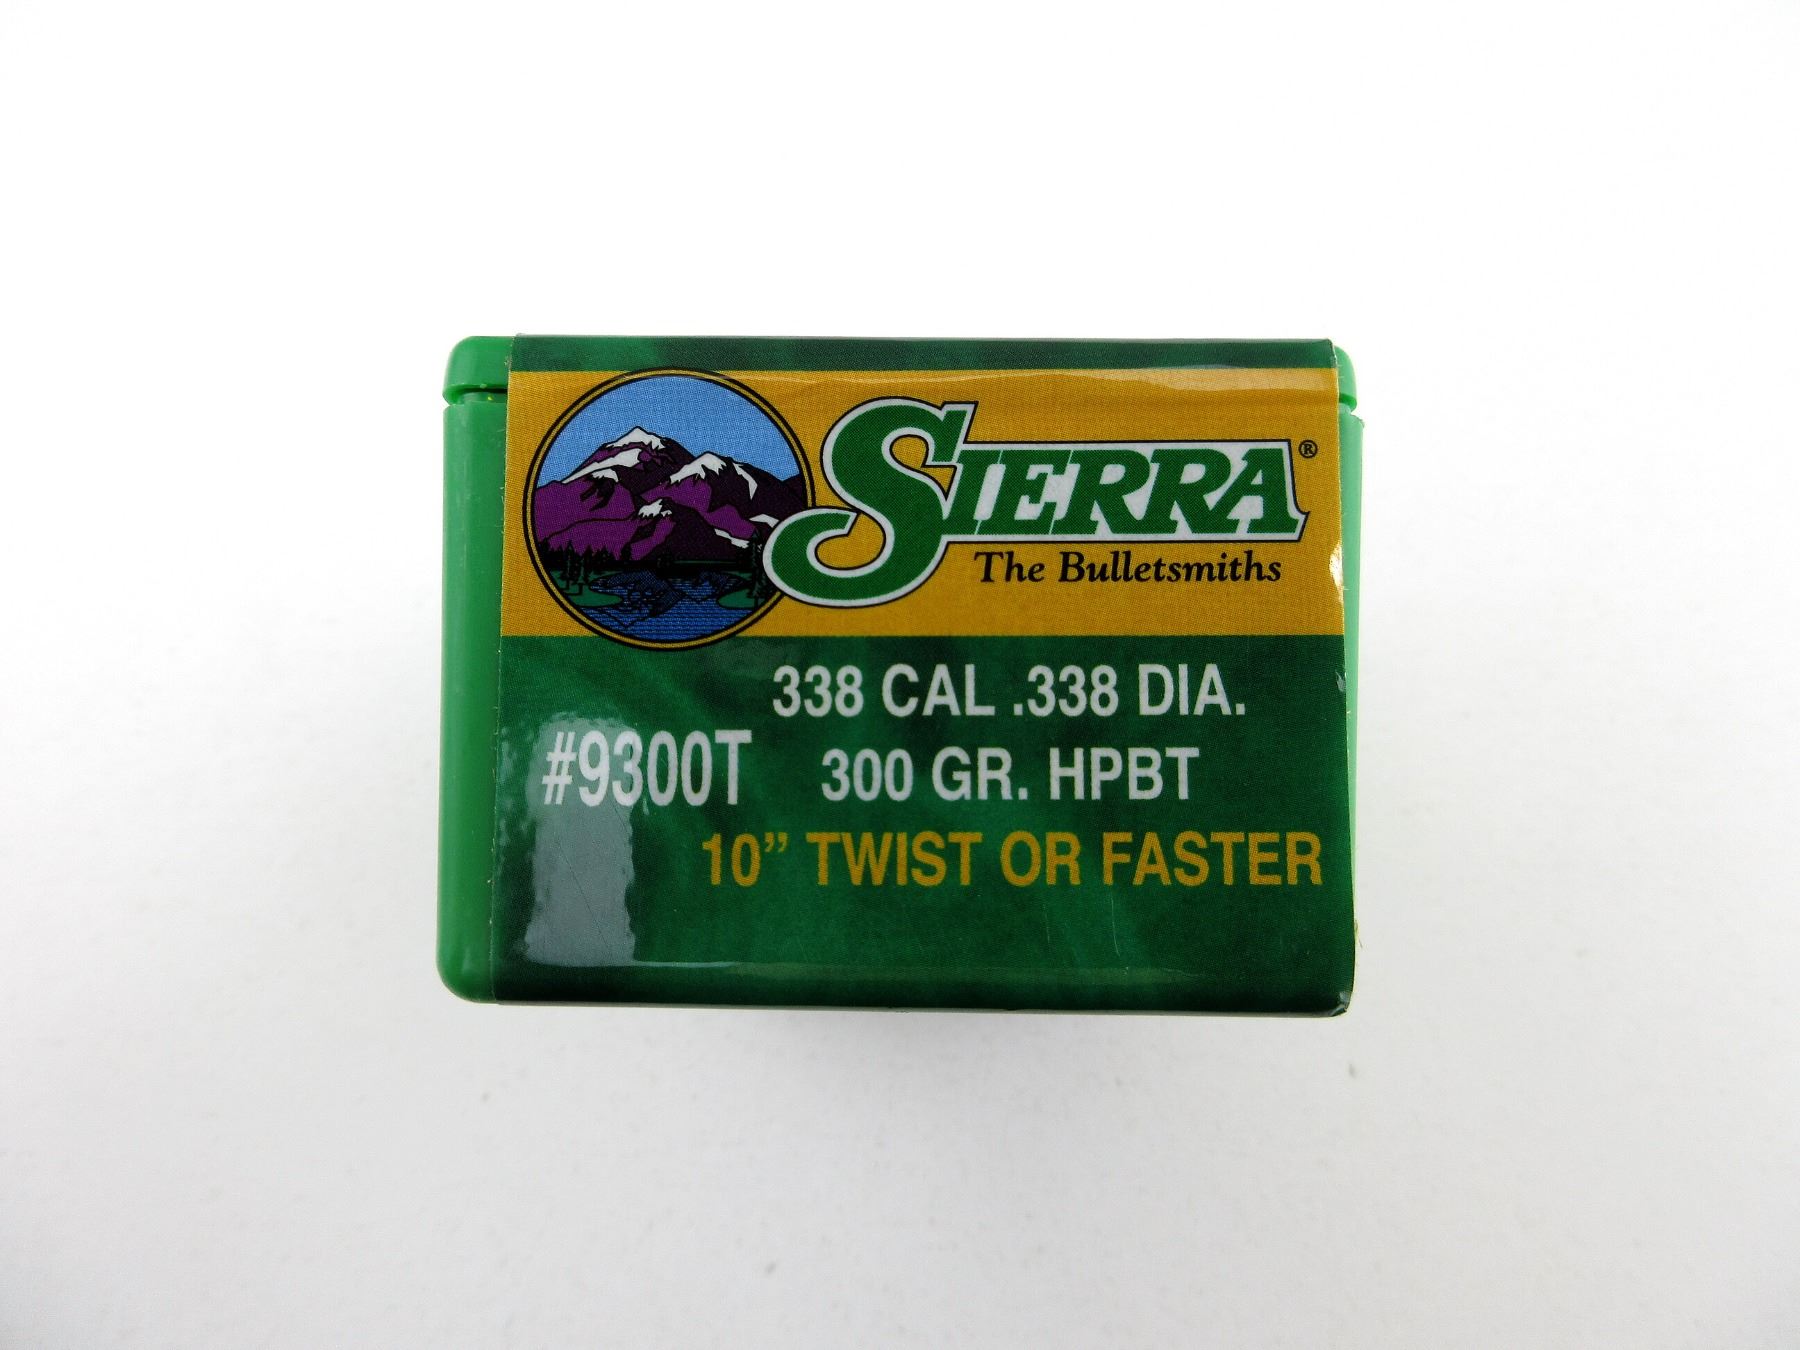 SIERRA®
The Bulletsmiths
338 CAL .338 DIA.
#9300T 300 GR. HPBT
10” TWIST OR FASTER